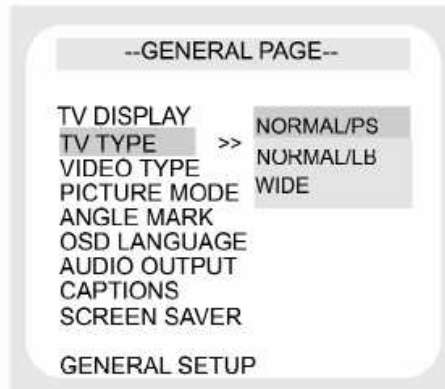 --GENERAL PAGE--
TV DISPLAY
TV TYPE >> NORMAL/PS
VIDEO TYPE NORMAL/LB
PICTURE MODE WIDE
ANGLE MARK
OSD LANGUAGE
AUDIO OUTPUT
CAPTIONS
SCREEN SAVER
GENERAL SETUP